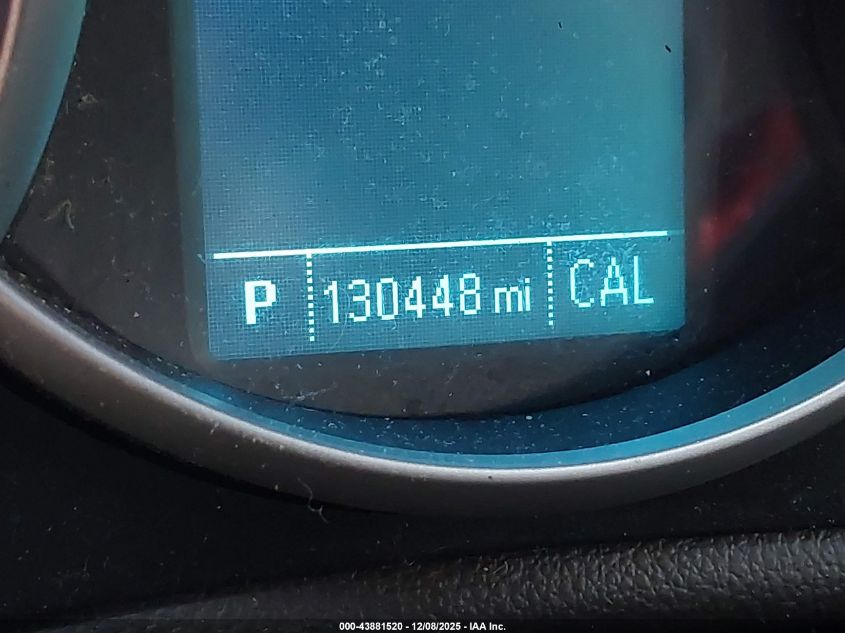 P 130448 mi CAL
000-43881520 - 12/08/2025 - IAA Inc.